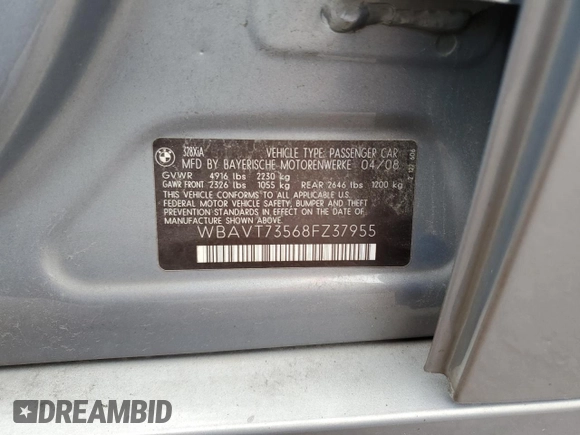 BMW
328XiA VEHICLE TYPE: PASSENGER CAR
MFD BY BAYERISCHE MOTORENWERKE 04/08
GVWR 4916 lbs 2230 kg
GAWR FRONT 2326 lbs 1055 kg REAR 2646 lbs 1200 kg
THIS VEHICLE CONFORMS TO ALL APPLICABLE
FEDERAL MOTOR VEHICLE SAFETY, BUMPER, AND
THEFT PREVENTION STANDARDS IN EFFECT ON THE DATE OF
MANUFACTURE SHOWN ABOVE.
WBAVT73568FZ37955
DREAMBID